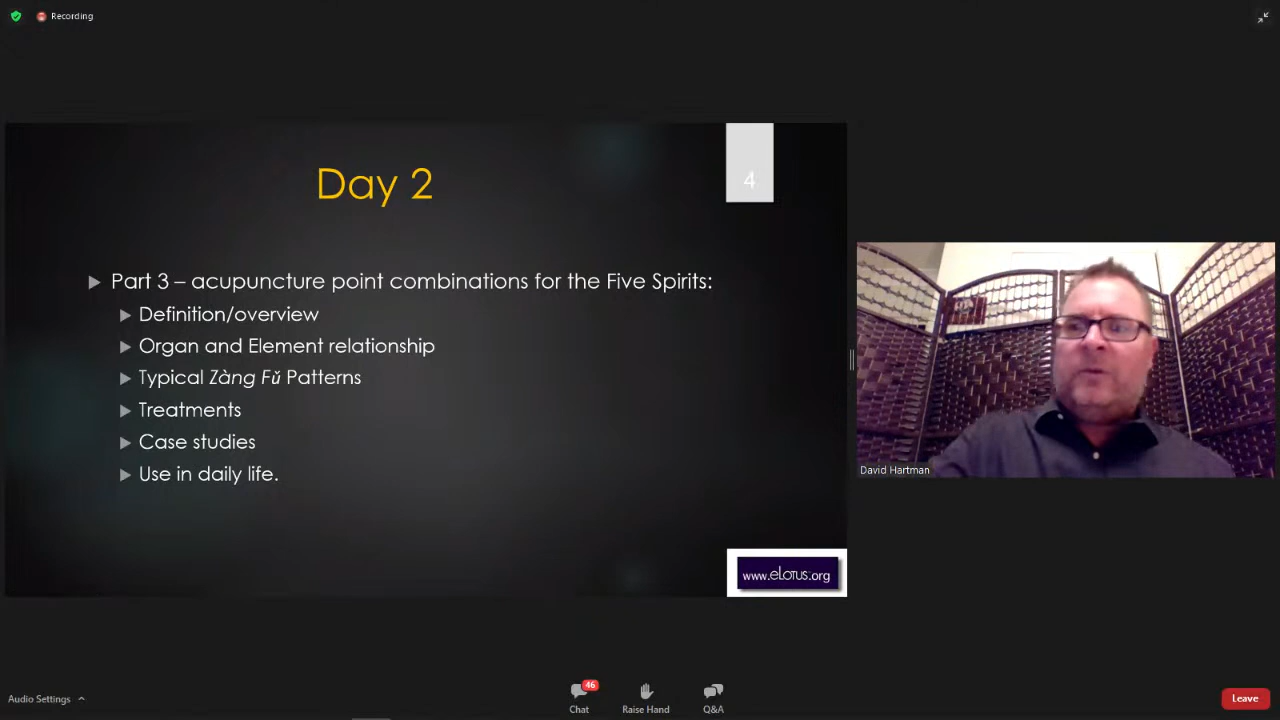 Recording
Day 2
4
Part 3 – acupuncture point combinations for the Five Spirits:
Definition/overview
Organ and Element relationship
Typical Zàng Fǔ Patterns
Treatments
Case studies
Use in daily life.
www.eLotus.org
David Hartman
Audio Settings
46
Chat
Raise Hand
Q&A
Leave